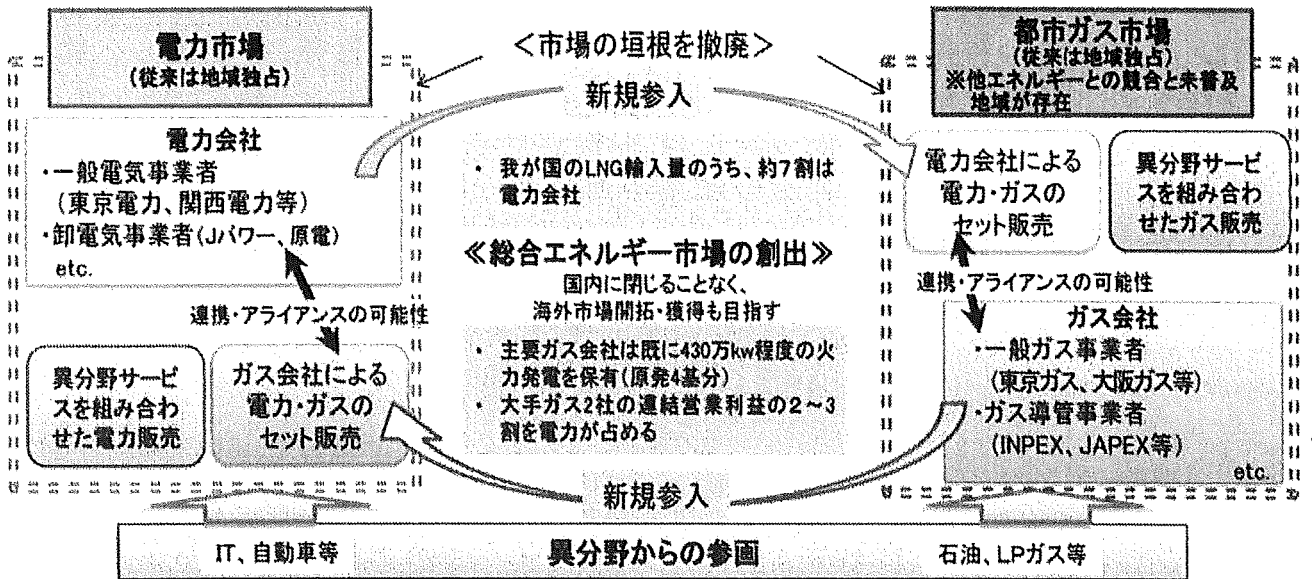 電力市場
(従来は地域独占)
<市場の垣根を撤廃>
都市ガス市場
(従来は地域独占)
※他エネルギーとの競合と未普及
地域が存在
新規参入
電力会社
・一般電気事業者
(東京電力、関西電力等)
・卸電気事業者(Jパワー、原電)
etc.
・我が国のLNG輸入量のうち、約7割は
電力会社
電力会社による
電力・ガスの
セット販売
異分野サービ
スを組み合わ
せたガス販売
≪総合エネルギー市場の創出≫
国内に閉じることなく、
海外市場開拓・獲得も目指す
連携・アライアンスの可能性
連携・アライアンスの可能性
異分野サービ
スを組み合わ
せた電力販売
ガス会社による
電力・ガスの
セット販売
・主要ガス会社は既に430万kw程度の火
力発電を保有(原発4基分)
・大手ガス2社の連結営業利益の2~3
割を電力が占める
ガス会社
・一般ガス事業者
(東京ガス、大阪ガス等)
・ガス導管事業者
(INPEX、JAPEX等)
etc.
新規参入
IT、自動車等
異分野からの参画
石油、LPガス等